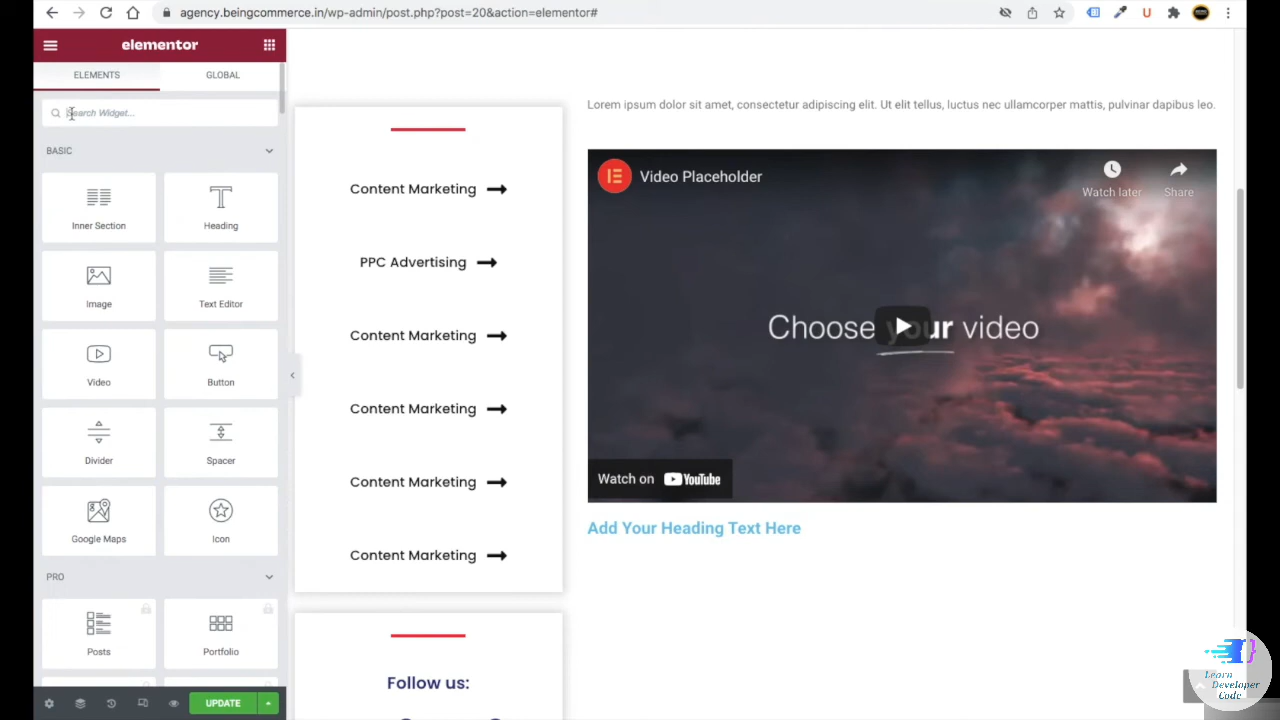 agency.beingcommerce.in/wp-admin/post.php?post=20&action=elementor#
elementor
ELEMENTS
GLOBAL
Search Widget...
BASIC
Inner Section
Heading
Image
Text Editor
Video
Button
Divider
Spacer
Google Maps
Icon
PRO
Posts
Portfolio
UPDATE
Content Marketing
PPC Advertising
Content Marketing
Content Marketing
Content Marketing
Content Marketing
Follow us:
Lorem ipsum dolor sit amet, consectetur adipiscing elit. Ut elit tellus, luctus nec ullamcorper mattis, pulvinar dapibus leo.
Video Placeholder
Watch later
Share
Choose your video
Watch on YouTube
Add Your Heading Text Here
Learn
Developer
Code